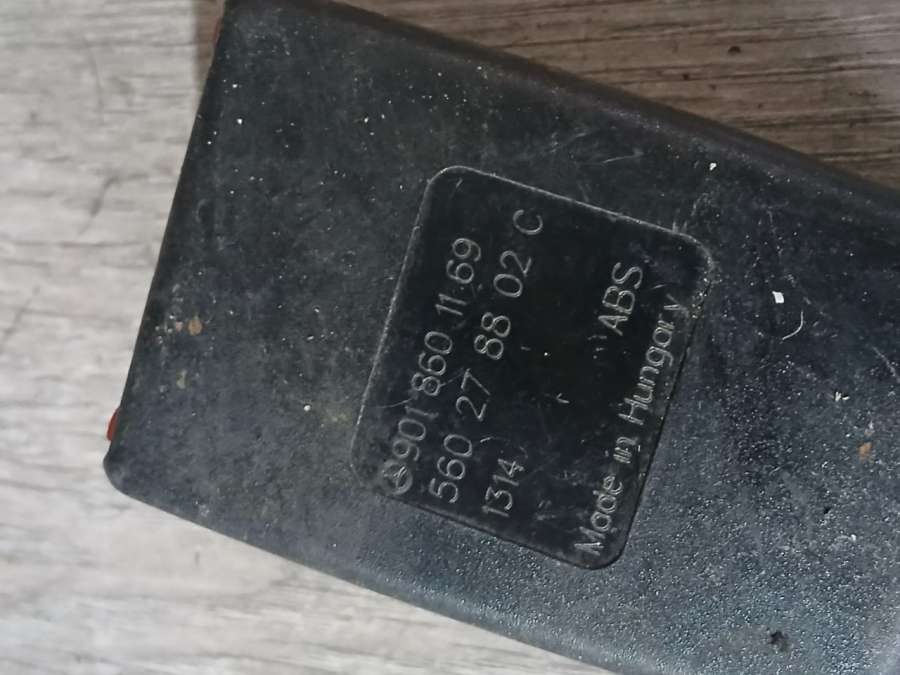 901 860 11 69
560 27 88 02 C
1314
ABS
Made in Hungary